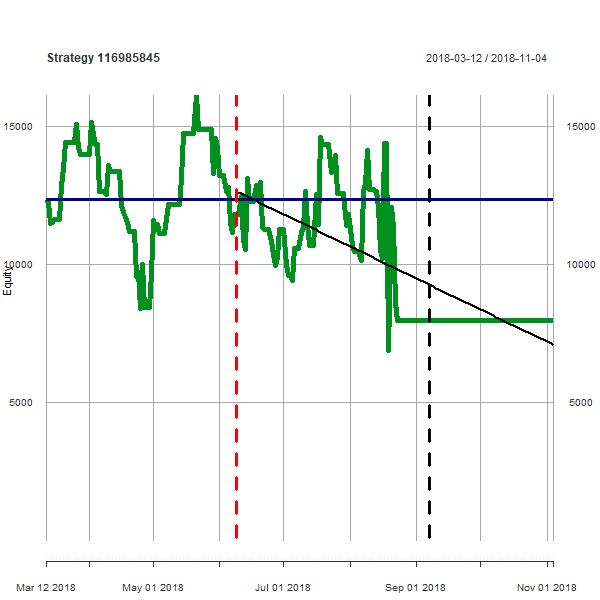 Strategy 116985845
2018-03-12 / 2018-11-04
15000
15000
10000
10000
Equity
5000
5000
Mar 12 2018
May 01 2018
Jul 01 2018
Sep 01 2018
Nov 01 2018